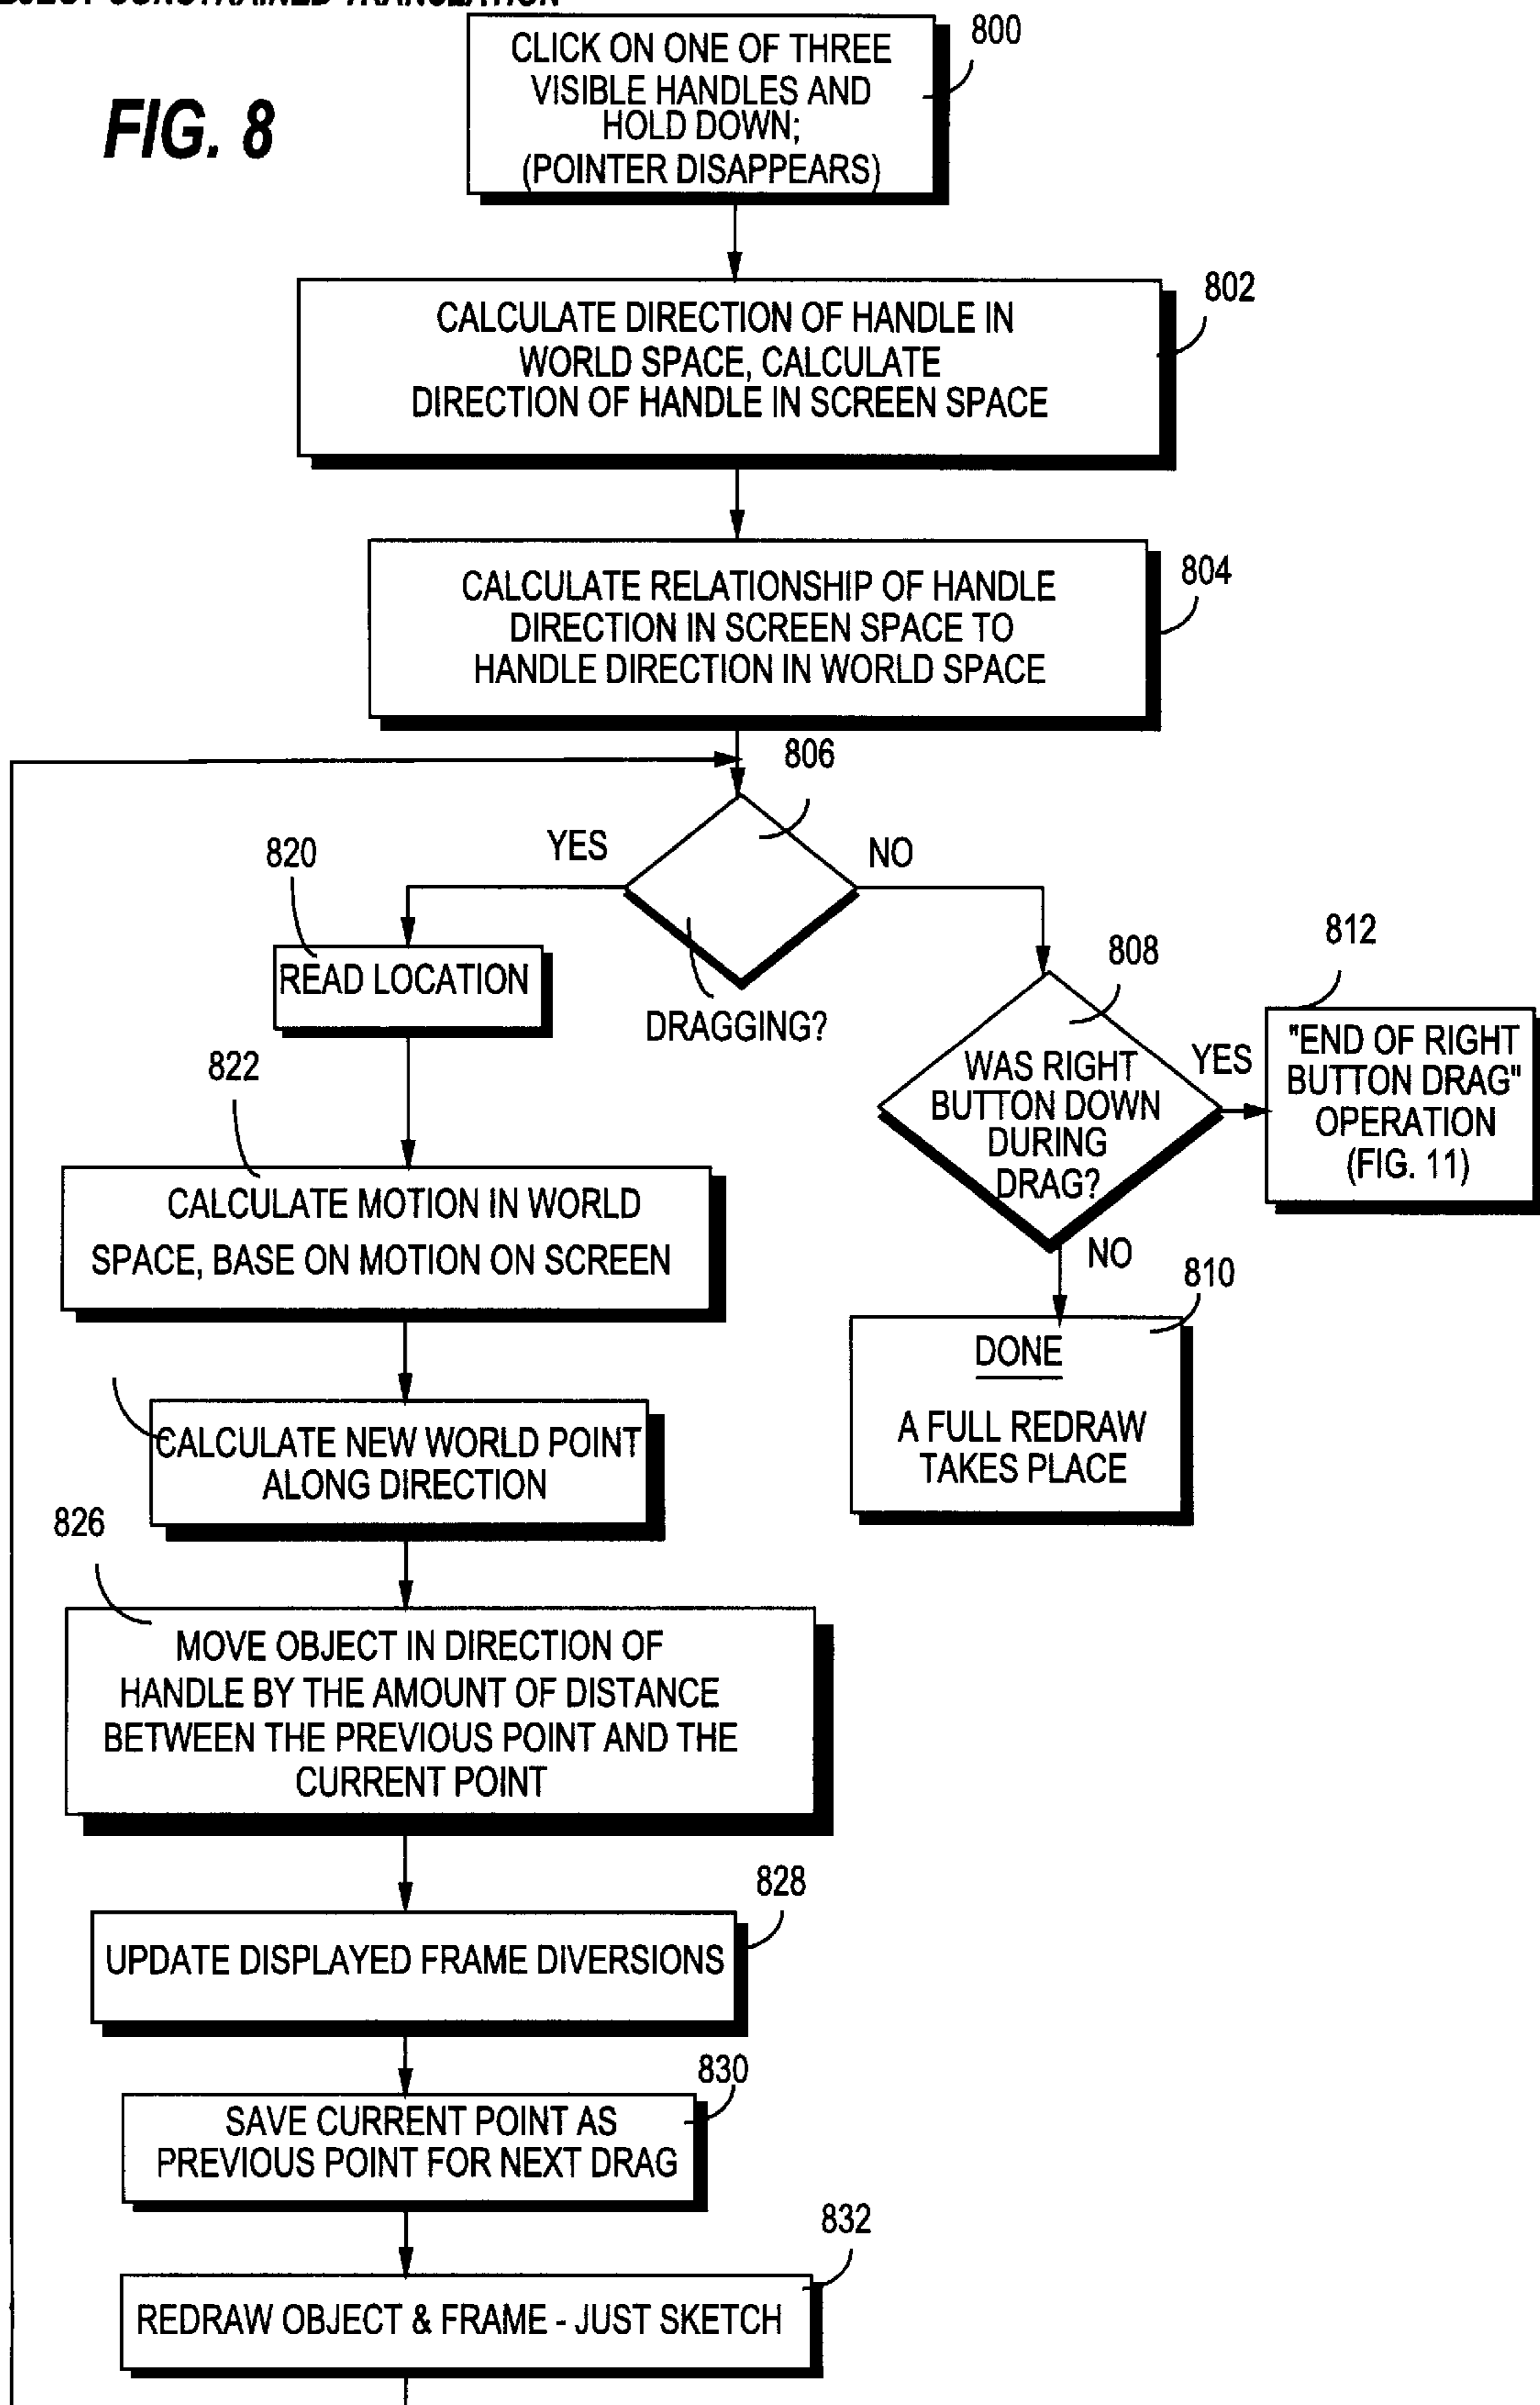 FIG. 8
800
CLICK ON ONE OF THREE
VISIBLE HANDLES AND
HOLD DOWN;
(POINTER DISAPPEARS)
802
CALCULATE DIRECTION OF HANDLE IN
WORLD SPACE, CALCULATE
DIRECTION OF HANDLE IN SCREEN SPACE
804
CALCULATE RELATIONSHIP OF HANDLE
DIRECTION IN SCREEN SPACE TO
HANDLE DIRECTION IN WORLD SPACE
806
YES
NO
DRAGGING?
820
READ LOCATION
808
WAS RIGHT
BUTTON DOWN
DURING
DRAG?
YES
NO
812
"END OF RIGHT
BUTTON DRAG"
OPERATION
(FIG. 11)
810
DONE
A FULL REDRAW
TAKES PLACE
822
CALCULATE MOTION IN WORLD
SPACE, BASE ON MOTION ON SCREEN
CALCULATE NEW WORLD POINT
ALONG DIRECTION
826
MOVE OBJECT IN DIRECTION OF
HANDLE BY THE AMOUNT OF DISTANCE
BETWEEN THE PREVIOUS POINT AND THE
CURRENT POINT
828
UPDATE DISPLAYED FRAME DIVERSIONS
830
SAVE CURRENT POINT AS
PREVIOUS POINT FOR NEXT DRAG
832
REDRAW OBJECT & FRAME - JUST SKETCH